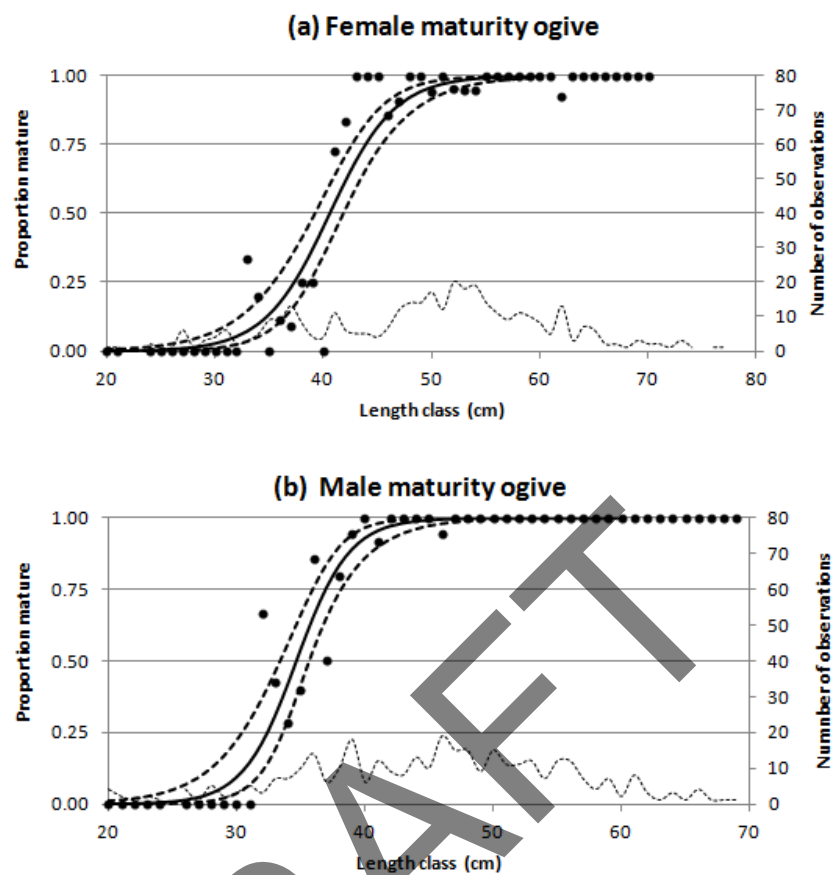 (a) Female maturity ogive
1.00
0.75
0.50
0.25
0.00
Proportion mature
80
70
60
50
40
30
20
10
0
Number of observations
20 30 40 50 60 70 80
Length class (cm)
(b) Male maturity ogive
1.00
0.75
0.50
0.25
0.00
Proportion mature
80
70
60
50
40
30
20
10
0
Numnber of observations
20 30 40 50 60 70
Length class (cm)
RAFT